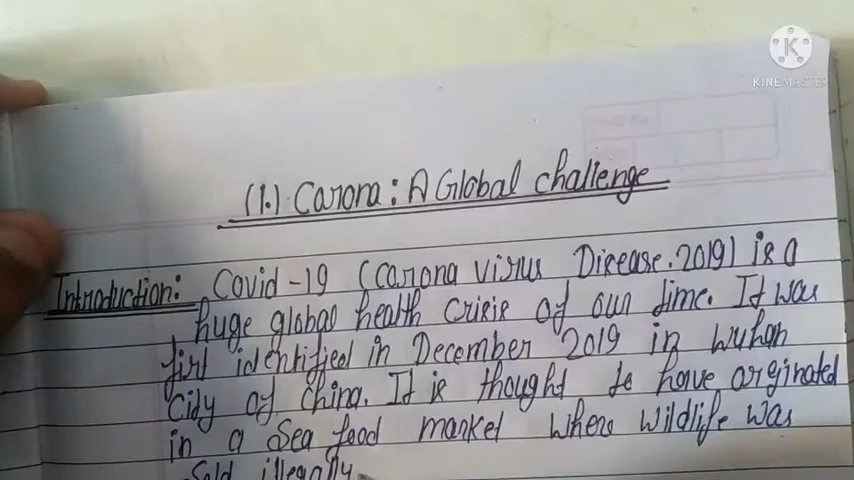 K
KINEMASTER
(1.) Carona: A Global challenge
Introduction: Covid-19 (Carona virus Disease.2019) is a
huge global health crisis of our time. It was
first identified in December 2019 in wuhan
City of China. It is thought to have orginated
in a Sea food market where wildlife was
Sold illegally